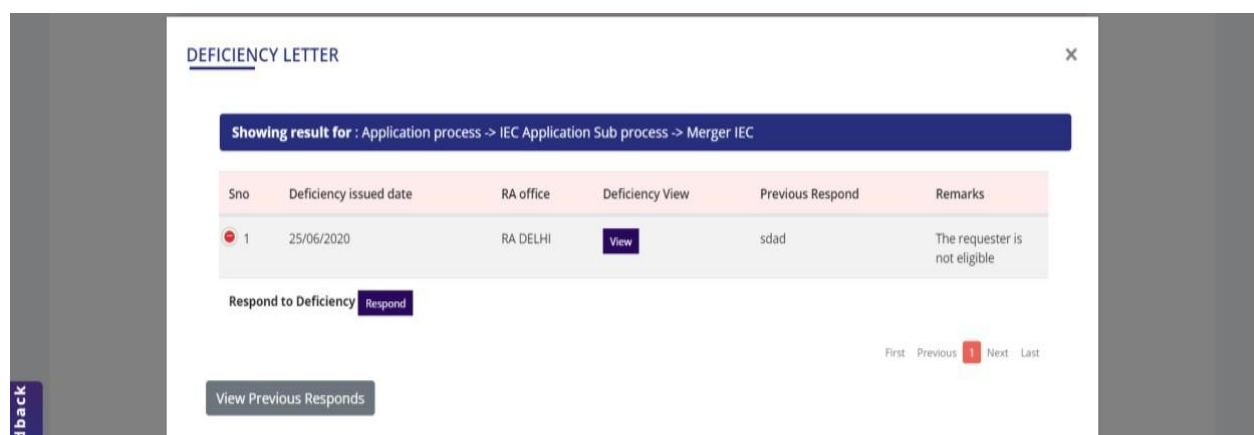 DEFICIENCY LETTER ×
Showing result for : Application process -> IEC Application Sub process -> Merger IEC
Sno Deficiency issued date RA office Deficiency View Previous Respond Remarks
1 25/06/2020 RA DELHI View sdad The requester is
not eligible
Respond to Deficiency Respond
First Previous 1 Next Last
View Previous Responds
dback